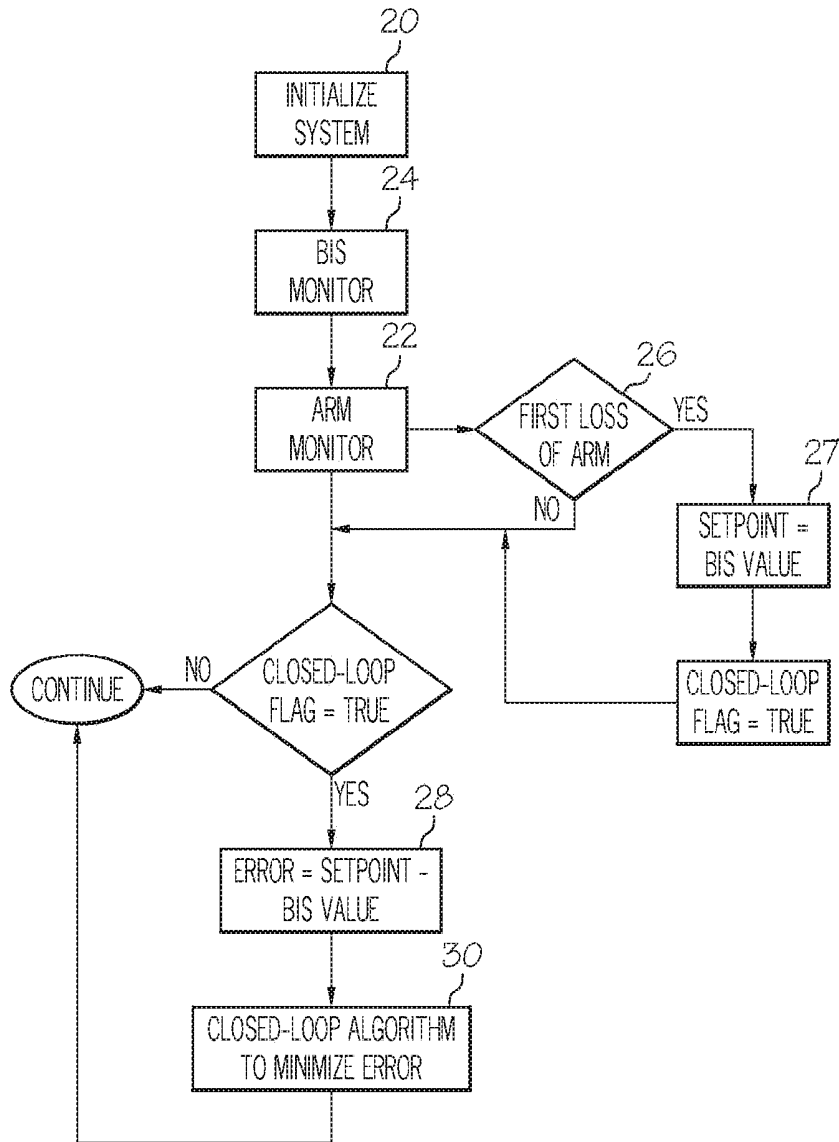 20
INITIALIZE
SYSTEM
24
BIS
MONITOR
22
ARM
MONITOR
26
FIRST LOSS
OF ARM
YES
NO
27
SETPOINT =
BIS VALUE
CLOSED-LOOP
FLAG = TRUE
CLOSED-LOOP
FLAG = TRUE
NO
CONTINUE
YES
28
ERROR = SETPOINT -
BIS VALUE
30
CLOSED-LOOP ALGORITHM
TO MINIMIZE ERROR